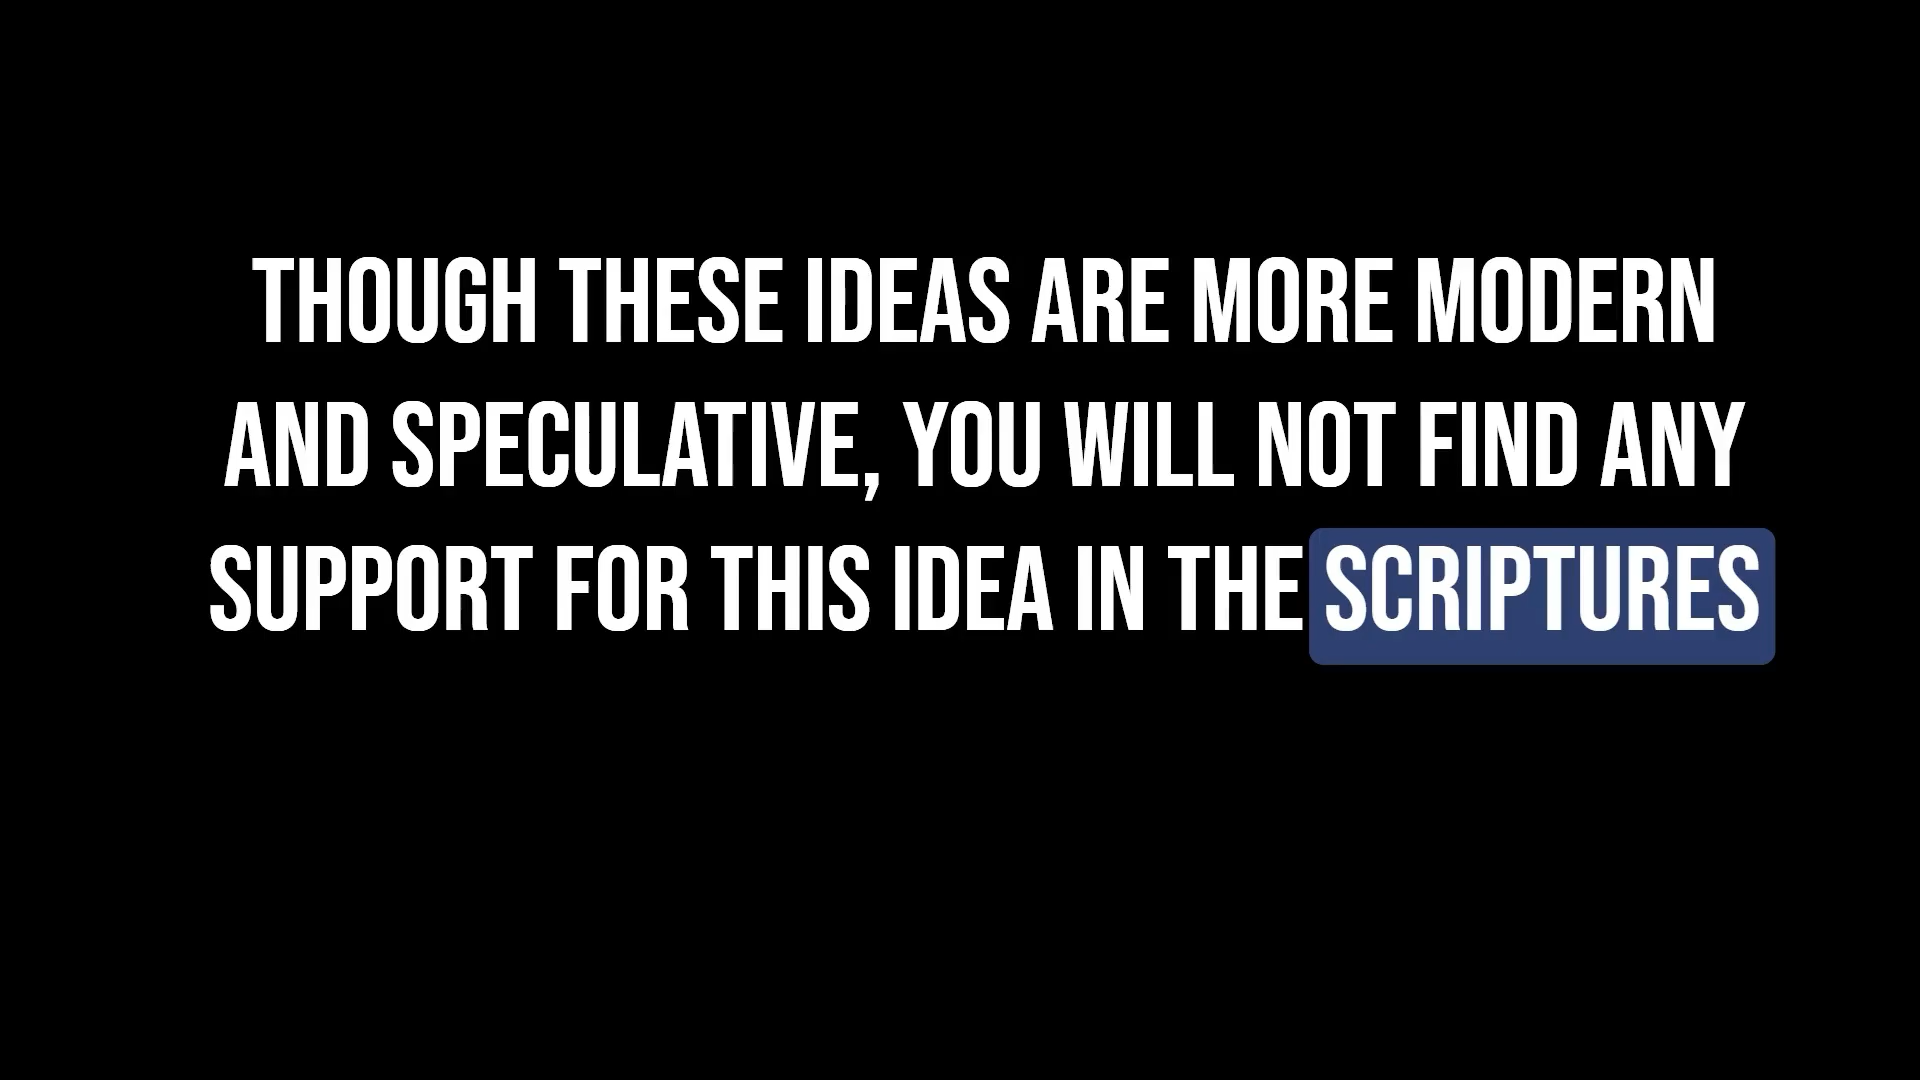 THOUGH THESE IDEAS ARE MORE MODERN
AND SPECULATIVE, YOU WILL NOT FIND ANY
SUPPORT FOR THIS IDEA IN THE SCRIPTURES